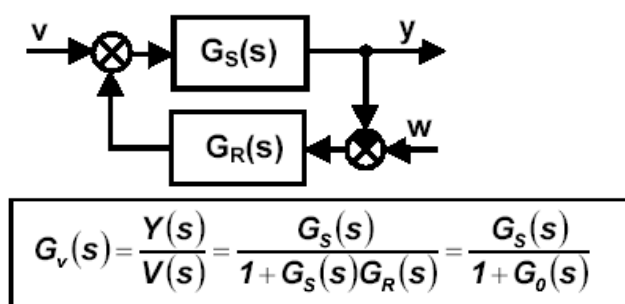 v
G_S(s)
y
G_R(s)
w
G_v(s) = Y(s)/V(s) = G_S(s)/(1+G_S(s)G_R(s)) = G_S(s)/(1+G_0(s))